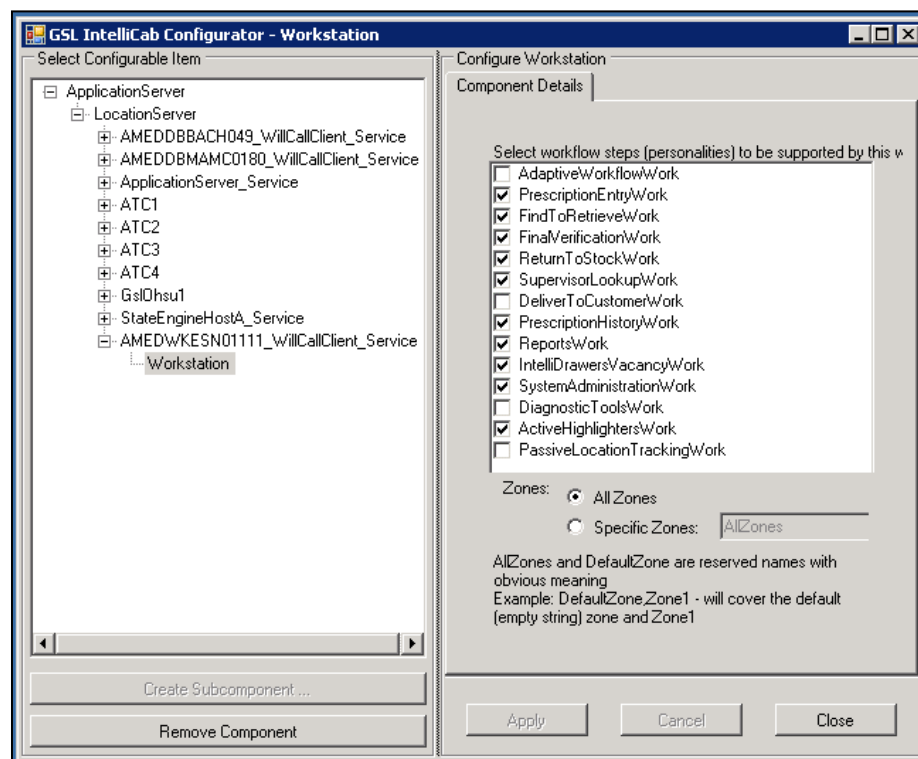 GSL IntelliCab Configurator - Workstation
Select Configurable Item
ApplicationServer
LocationServer
AMEDDBBACH049_WillCallClient_Service
AMEDDBMAMC0180_WillCallClient_Service
ApplicationServer_Service
ATC1
ATC2
ATC3
ATC4
GslOhsu1
StateEngineHostA_Service
AMEDWKESN01111_WillCallClient_Service
Workstation
Create Subcomponent ...
Remove Component
Configure Workstation
Component Details
Select workflow steps (personalities) to be supported by this w
AdaptiveWorkflowWork
PrescriptionEntryWork
FindToRetrieveWork
FinalVerificationWork
ReturnToStockWork
SupervisorLookupWork
DeliverToCustomerWork
PrescriptionHistoryWork
ReportsWork
IntelliDrawersVacancyWork
SystemAdministrationWork
DiagnosticToolsWork
ActiveHighlightersWork
PassiveLocationTrackingWork
Zones:
All Zones
Specific Zones: AllZones
AllZones and DefaultZone are reserved names with
obvious meaning
Example: DefaultZone,Zone1 - will cover the default
(empty string) zone and Zone1
Apply Cancel Close